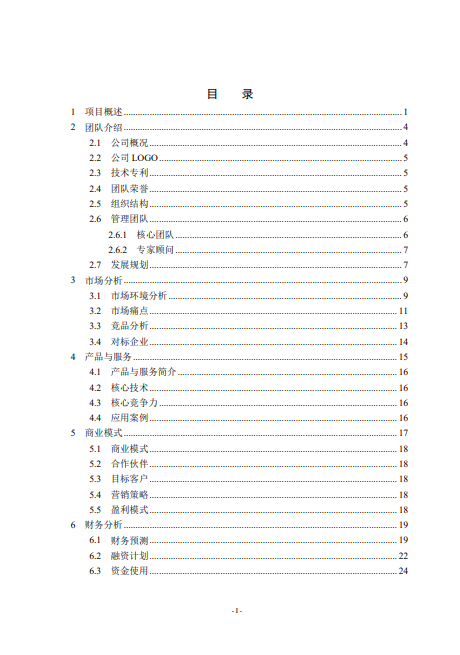 目 录
1 项目概述 1
2 团队介绍 4
2.1 公司概况 4
2.2 公司 LOGO 5
2.3 技术专利 5
2.4 团队荣誉 5
2.5 组织结构 5
2.6 管理团队 6
2.6.1 核心团队 6
2.6.2 专家顾问 7
2.7 发展规划 7
3 市场分析 9
3.1 市场环境分析 9
3.2 市场痛点 11
3.3 竞品分析 13
3.4 对标企业 14
4 产品与服务 15
4.1 产品与服务简介 16
4.2 核心技术 16
4.3 核心竞争力 16
4.4 应用案例 16
5 商业模式 17
5.1 商业模式 18
5.2 合作伙伴 18
5.3 目标客户 18
5.4 营销策略 18
5.5 盈利模式 18
6 财务分析 19
6.1 财务预测 19
6.2 融资计划 22
6.3 资金使用 24
- 1 -